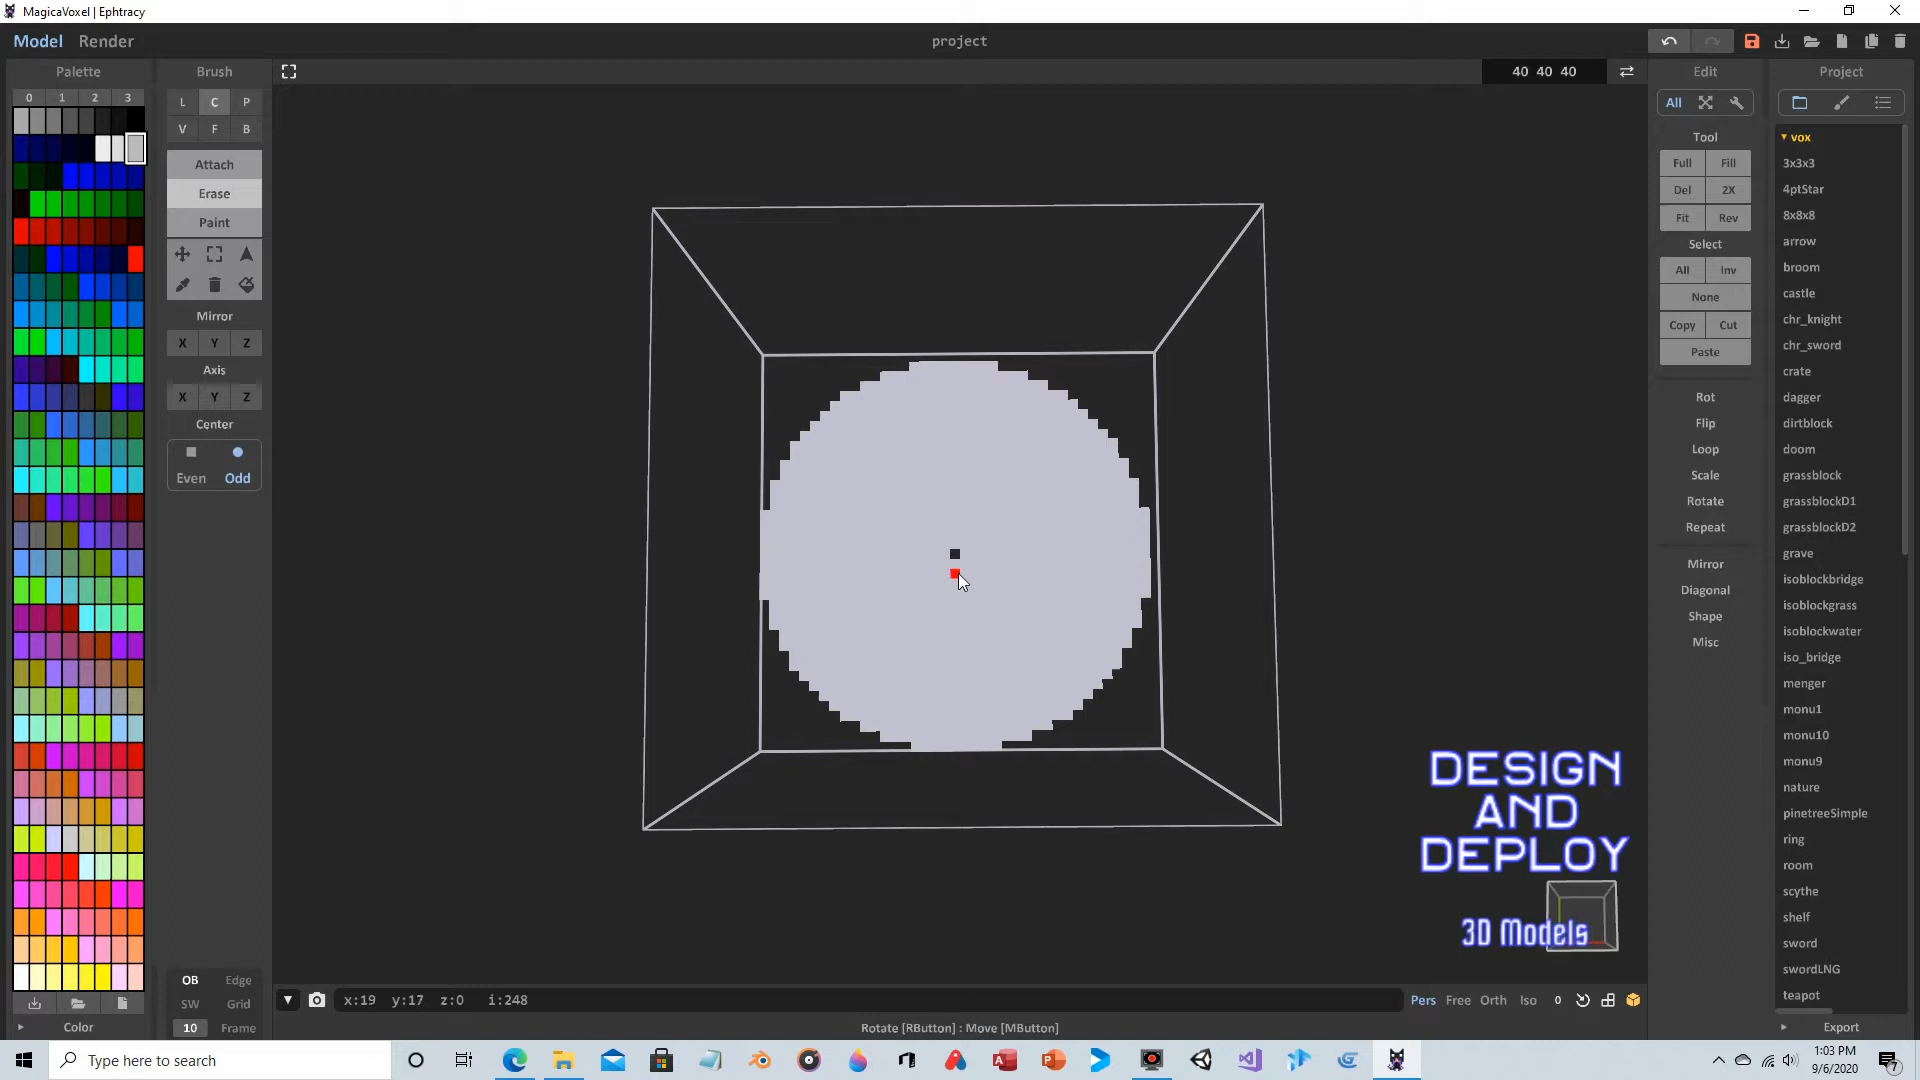 MagicaVoxel | Ephtracy
Model Render
project
Palette
Brush
40 40 40
Edit
Project
0 1 2 3
L C P
V F B
All
Attach
Erase
Paint
Mirror
X Y Z
Axis
X Y Z
Center
Even Odd
Tool
Full Fill
Del 2X
Fit Rev
Select
All Inv
None
Copy Cut
Paste
Rot
Flip
Loop
Scale
Rotate
Repeat
Mirror
Diagonal
Shape
Misc
vox
3x3x3
4ptStar
8x8x8
arrow
broom
castle
chr_knight
chr_sword
crate
dagger
dirtblock
doom
grassblock
grassblockD1
grassblockD2
grave
isoblockbridge
isoblockgrass
isoblockwater
iso_bridge
menger
monu1
monu10
monu9
nature
pinetreeSimple
ring
room
scythe
shelf
sword
swordLNG
teapot
DESIGN
AND
DEPLOY
3D Models
OB Edge
SW Grid
10 Frame
x:19 y:17 z:0 i:248
Pers Free Orth Iso 0
Color
Rotate [RButton] : Move [MButton]
Export
Type here to search
1:03 PM
9/6/2020
7